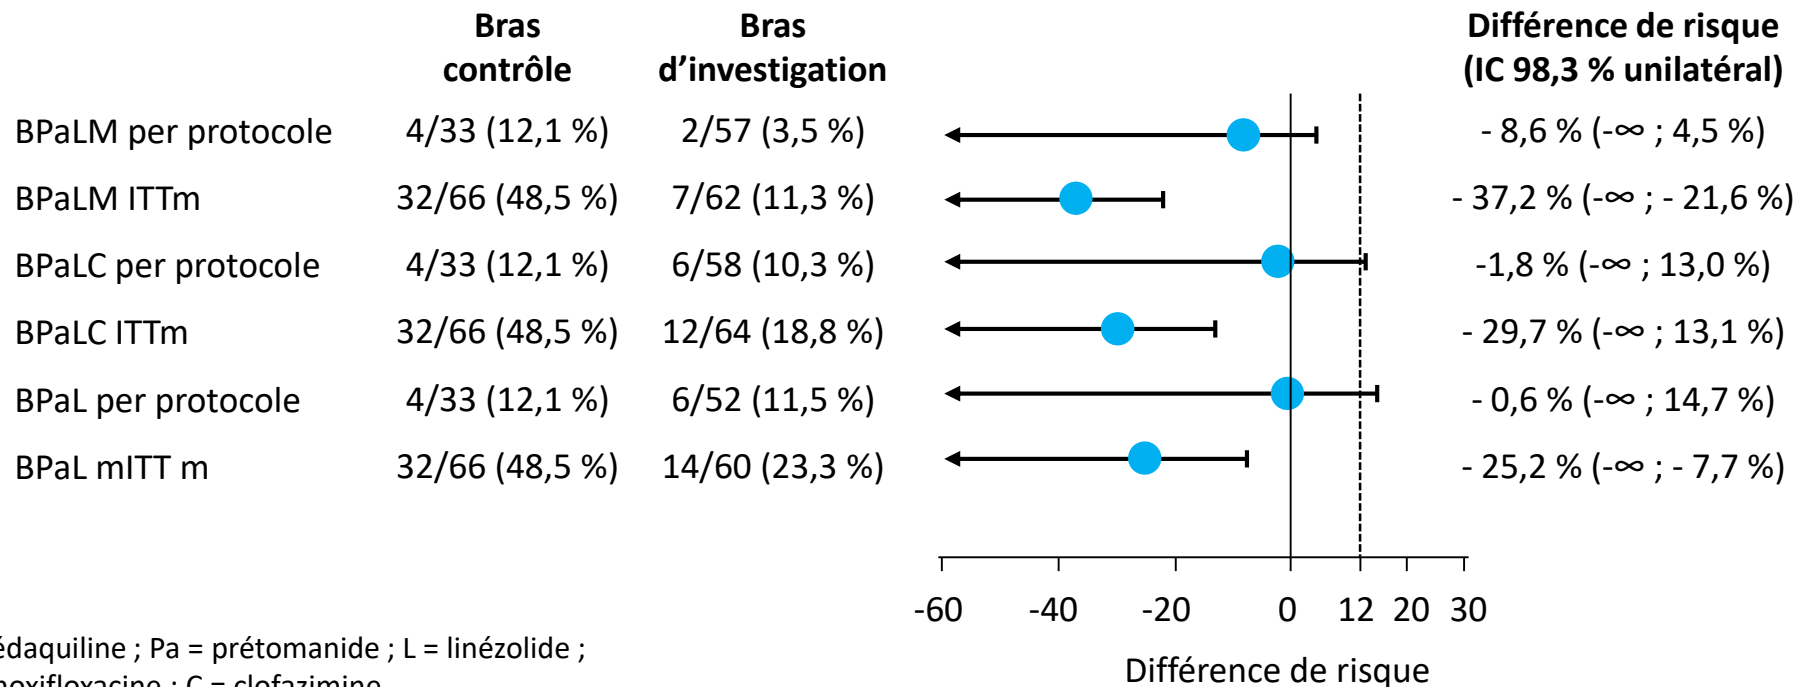 Bras contrôle
Bras d’investigation
Différence de risque (IC 98,3 % unilatéral)
BPaLM per protocole 4/33 (12,1 %) 2/57 (3,5 %) - 8,6 % (-∞ ; 4,5 %)
BPaLM ITTm 32/66 (48,5 %) 7/62 (11,3 %) - 37,2 % (-∞ ; - 21,6 %)
BPaLC per protocole 4/33 (12,1 %) 6/58 (10,3 %) -1,8 % (-∞ ; 13,0 %)
BPaLC ITTm 32/66 (48,5 %) 12/64 (18,8 %) - 29,7 % (-∞ ; 13,1 %)
BPaL per protocole 4/33 (12,1 %) 6/52 (11,5 %) - 0,6 % (-∞ ; 14,7 %)
BPaL mITT m 32/66 (48,5 %) 14/60 (23,3 %) - 25,2 % (-∞ ; - 7,7 %)
-60 -40 -20 0 12 20 30
Différence de risque
édaquiline ; Pa = prétomanide ; L = linézolide ;
moxifloxacine ; C = clofazimine